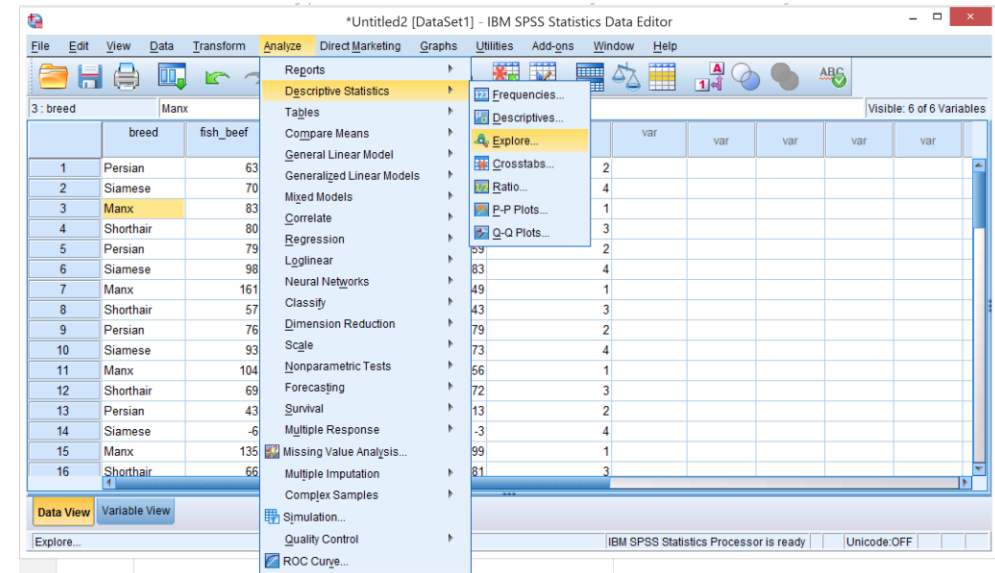 *Untitled2 [DataSet1] - IBM SPSS Statistics Data Editor
File Edit View Data Transform Analyze Direct Marketing Graphs Utilities Add-ons Window Help
3 : breed Manx Visible: 6 of 6 Variables
breed fish_beef var var var var var
1 Persian 63 2
2 Siamese 70 4
3 Manx 83 1
4 Shorthair 80 3
5 Persian 79 59 2
6 Siamese 98 83 4
7 Manx 161 49 1
8 Shorthair 57 43 3
9 Persian 76 79 2
10 Siamese 93 73 4
11 Manx 104 56 1
12 Shorthair 69 72 3
13 Persian 43 13 2
14 Siamese -6 -3 4
15 Manx 135 99 1
16 Shorthair 66 81 3
Reports
Descriptive Statistics
Tables
Compare Means
General Linear Model
Generalized Linear Models
Mixed Models
Correlate
Regression
Loglinear
Neural Networks
Classify
Dimension Reduction
Scale
Nonparametric Tests
Forecasting
Survival
Multiple Response
Missing Value Analysis...
Multiple Imputation
Complex Samples
Simulation...
Quality Control
ROC Curve...
Frequencies...
Descriptives...
Explore...
Crosstabs...
Ratio...
P-P Plots...
Q-Q Plots...
Data View Variable View
Explore... IBM SPSS Statistics Processor is ready Unicode:OFF